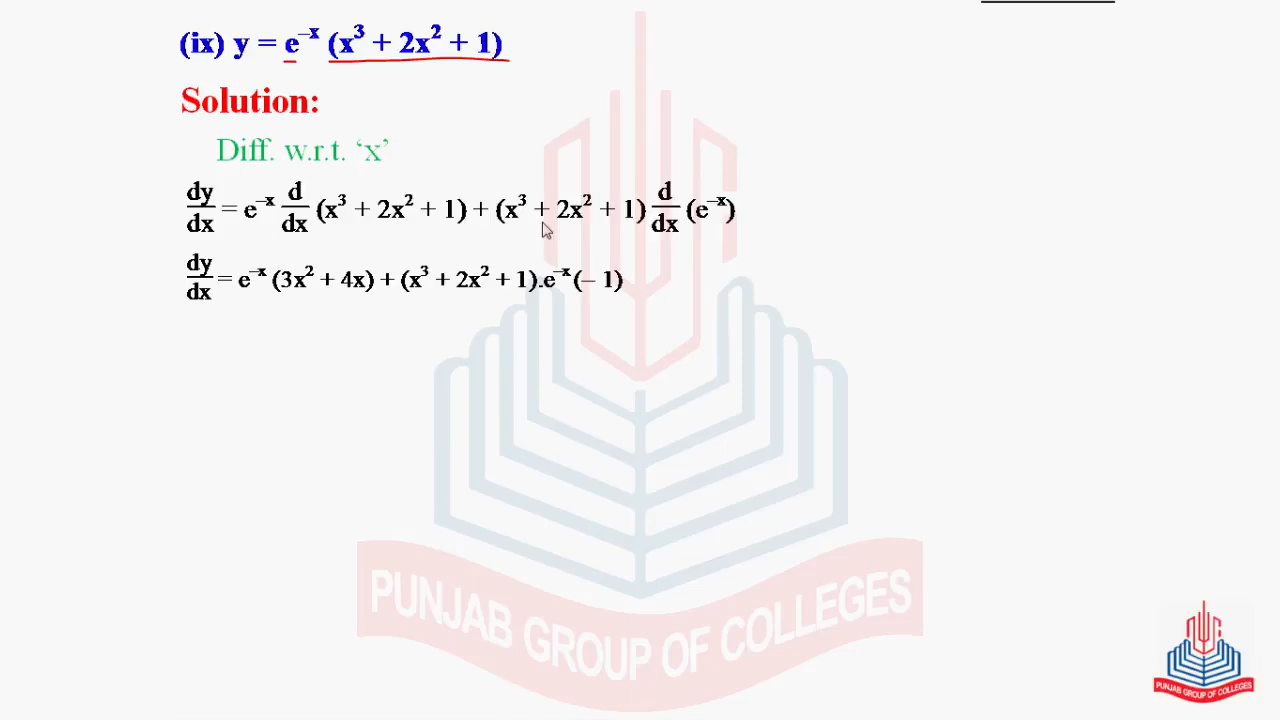 (ix) y = e⁻ˣ (x³ + 2x² + 1)
Solution:
Diff. w.r.t. ‘x’
dy/dx = e⁻ˣ d/dx (x³ + 2x² + 1) + (x³ + 2x² + 1) d/dx (e⁻ˣ)
dy/dx = e⁻ˣ (3x² + 4x) + (x³ + 2x² + 1).e⁻ˣ (– 1)
PUNJAB GROUP OF COLLEGES
PUNJAB GROUP OF COLLEGES